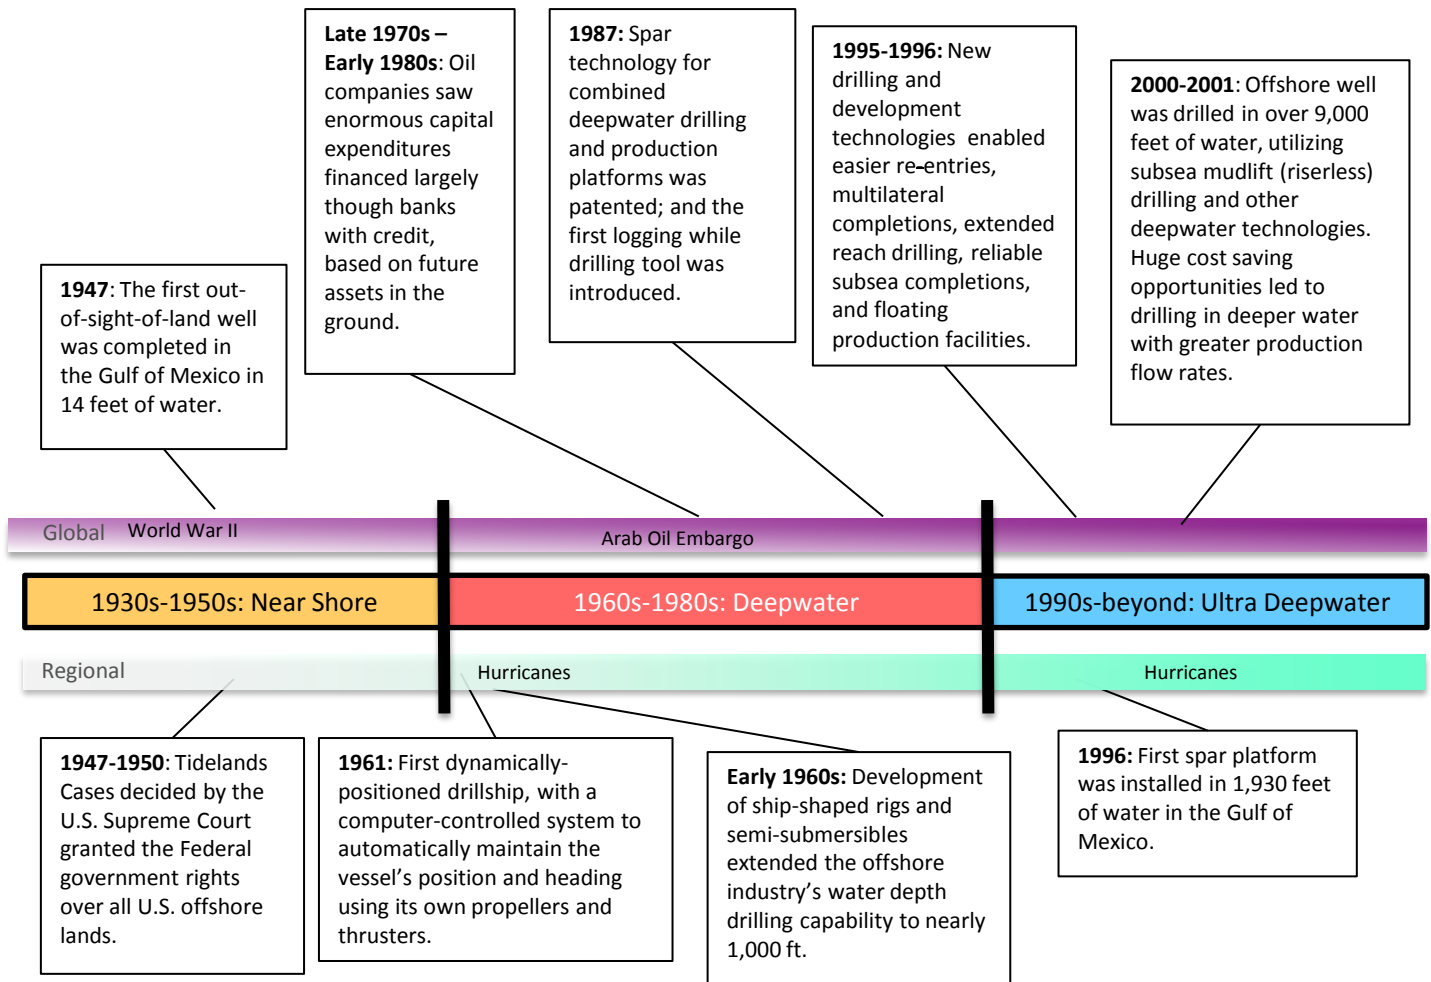 Late 1970s –
Early 1980s: Oil
companies saw
enormous capital
expenditures
financed largely
though banks
with credit,
based on future
assets in the
ground.
1987: Spar
technology for
combined
deepwater drilling
and production
platforms was
patented; and the
first logging while
drilling tool was
introduced.
1995-1996: New
drilling and
development
technologies enabled
easier re-entries,
multilateral
completions, extended
reach drilling, reliable
subsea completions,
and floating
production facilities.
2000-2001: Offshore well
was drilled in over 9,000
feet of water, utilizing
subsea mudlift (riserless)
drilling and other
deepwater technologies.
Huge cost saving
opportunities led to
drilling in deeper water
with greater production
flow rates.
1947: The first out-
of-sight-of-land well
was completed in
the Gulf of Mexico in
14 feet of water.
Global World War II
Arab Oil Embargo
1930s-1950s: Near Shore
1960s-1980s: Deepwater
1990s-beyond: Ultra Deepwater
Regional
Hurricanes
Hurricanes
1947-1950: Tidelands
Cases decided by the
U.S. Supreme Court
granted the Federal
government rights
over all U.S. offshore
lands.
1961: First dynamically-
positioned drillship, with a
computer-controlled system to
automatically maintain the
vessel's position and heading
using its own propellers and
thrusters.
Early 1960s: Development
of ship-shaped rigs and
semi-submersibles
extended the offshore
industry's water depth
drilling capability to nearly
1,000 ft.
1996: First spar platform
was installed in 1,930 feet
of water in the Gulf of
Mexico.